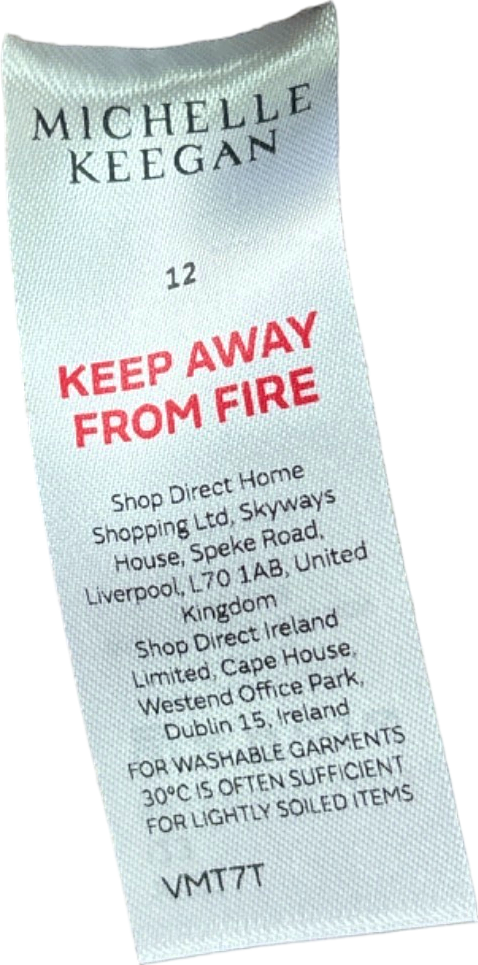 MICHELLE
KEEGAN
12
KEEP AWAY
FROM FIRE
Shop Direct Home
Shopping Ltd, Skyways
House, Speke Road,
Liverpool, L70 1AB, United
Kingdom
Shop Direct Ireland
Limited, Cape House,
Westend Office Park,
Dublin 15, Ireland
FOR WASHABLE GARMENTS
30°C IS OFTEN SUFFICIENT
FOR LIGHTLY SOILED ITEMS
VMT7T